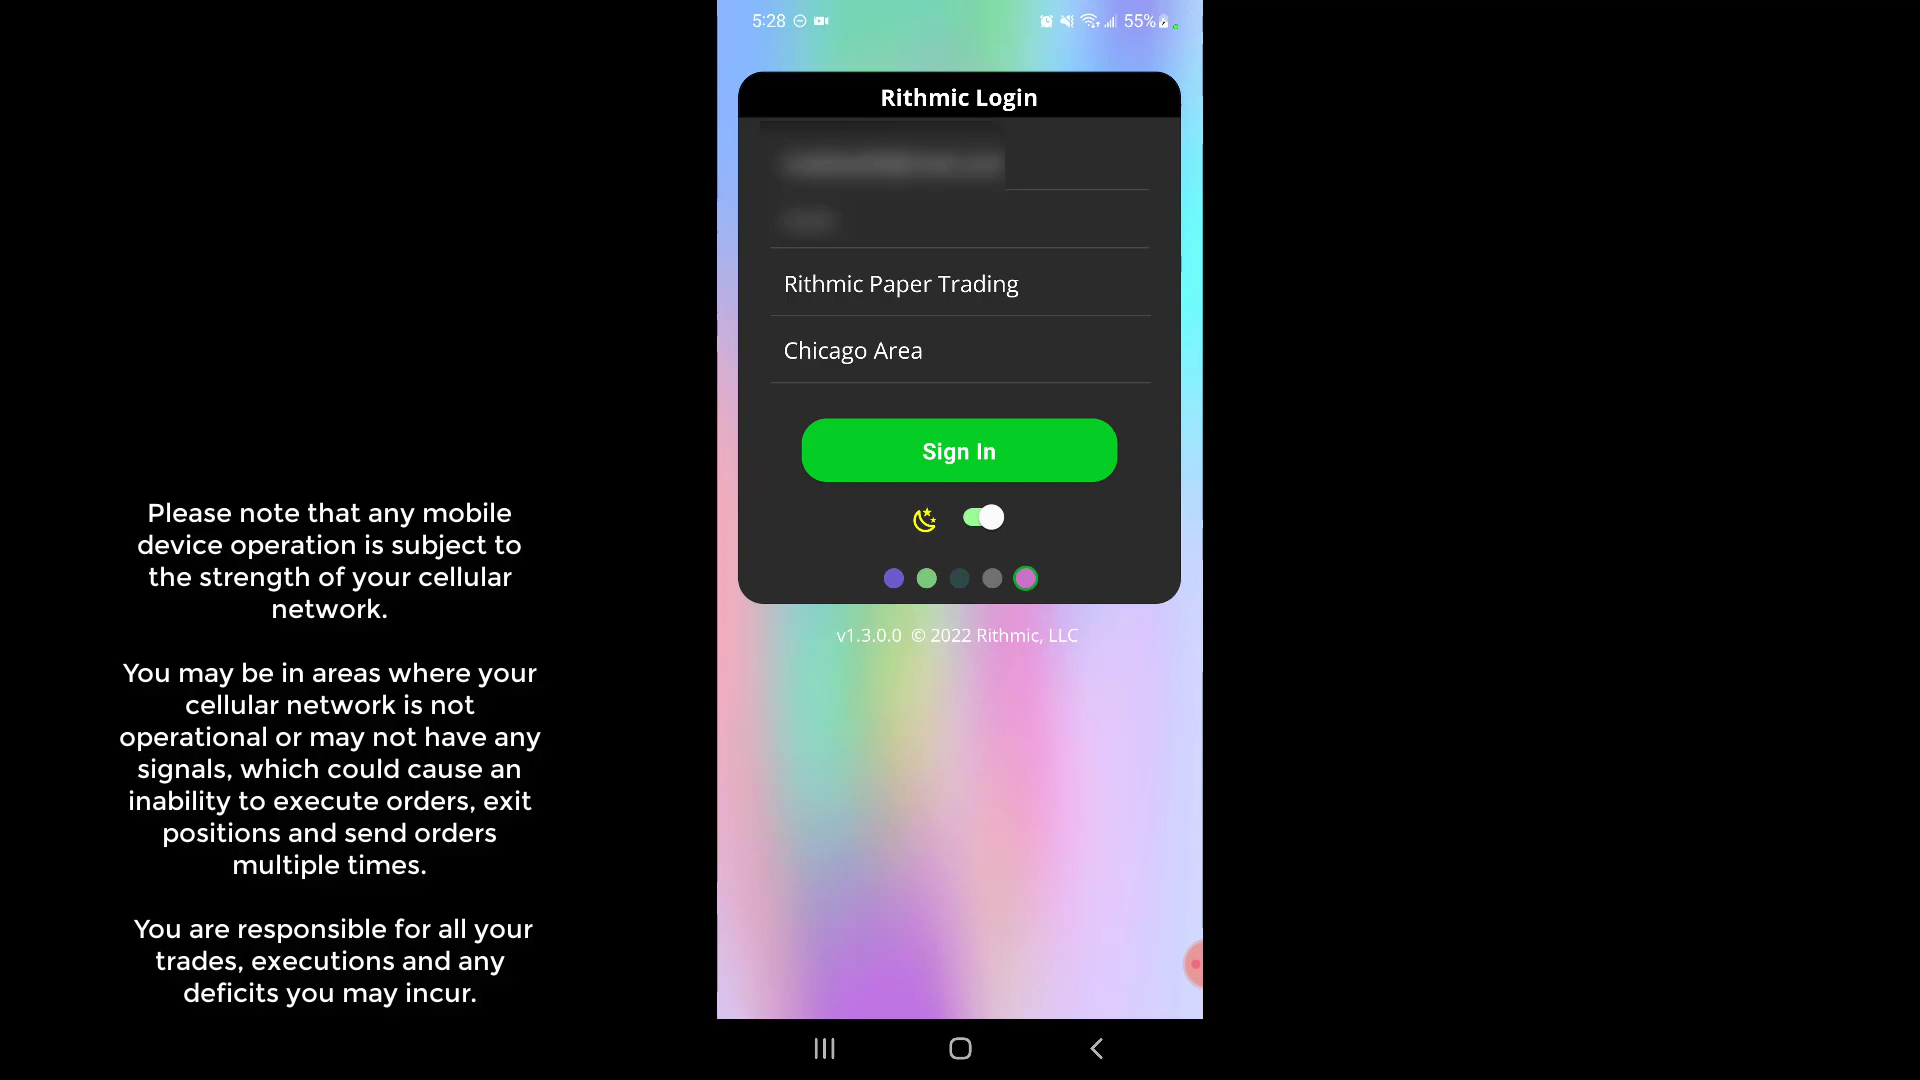 5:28
55%
Rithmic Login
Rithmic Paper Trading
Chicago Area
Sign In
v1.3.0.0 © 2022 Rithmic, LLC
Please note that any mobile
device operation is subject to
the strength of your cellular
network.
You may be in areas where your
cellular network is not
operational or may not have any
signals, which could cause an
inability to execute orders, exit
positions and send orders
multiple times.
You are responsible for all your
trades, executions and any
deficits you may incur.